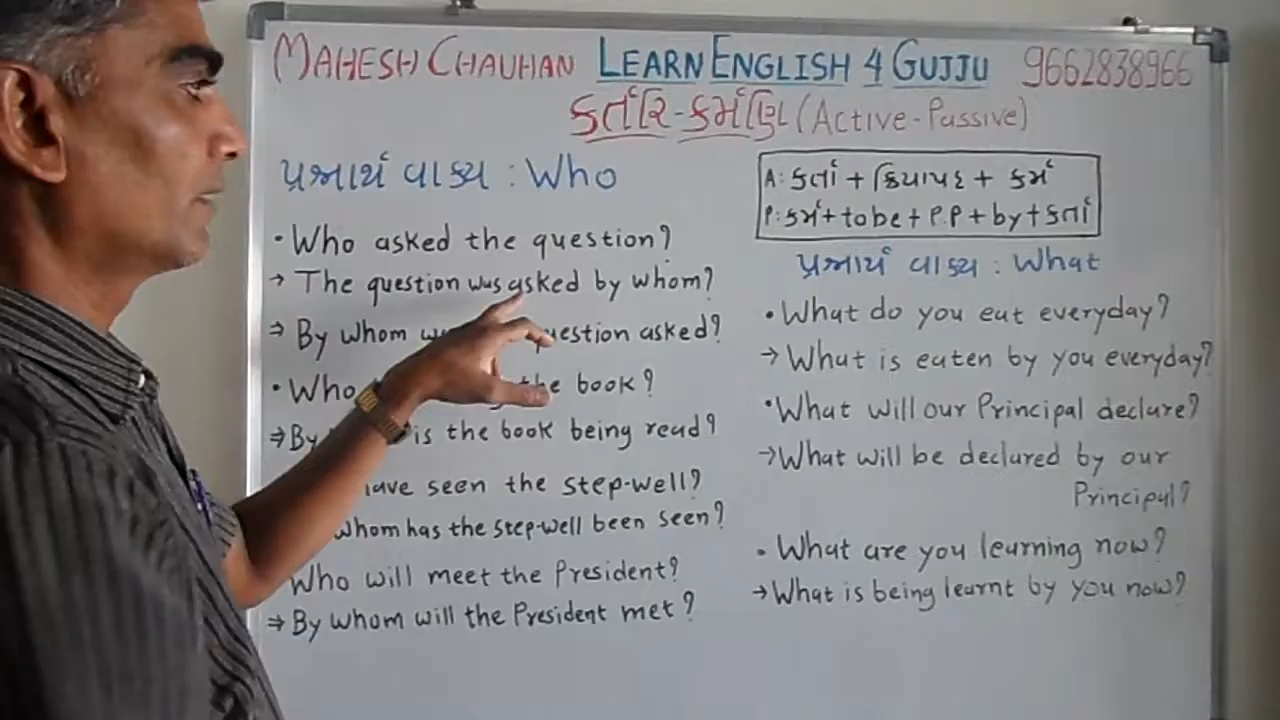 MAHESH CHAUHAN LEARN ENGLISH 4 GUJJU 9662838966
કર્તરિ-કર્મણિ (Active-Passive)
પ્રશ્નાર્થ વાક્ય : Who
• Who asked the question?
→ The question was asked by whom?
⇒ By whom question asked?
• Who the book?
⇒ By is the book being read?
have seen the step-well?
whom has the step-well been seen?
Who will meet the President?
⇒ By whom will the President met?
A: કર્તા + ક્રિયાપદ + કર્મ
P: કર્મ + to be + P.P + by + કર્તા
પ્રશ્નાર્થ વાક્ય : What
• What do you eat everyday?
→ What is eaten by you everyday?
• What will our Principal declare?
→ What will be declared by our
Principal?
• What are you learning now?
→ What is being learnt by you now?